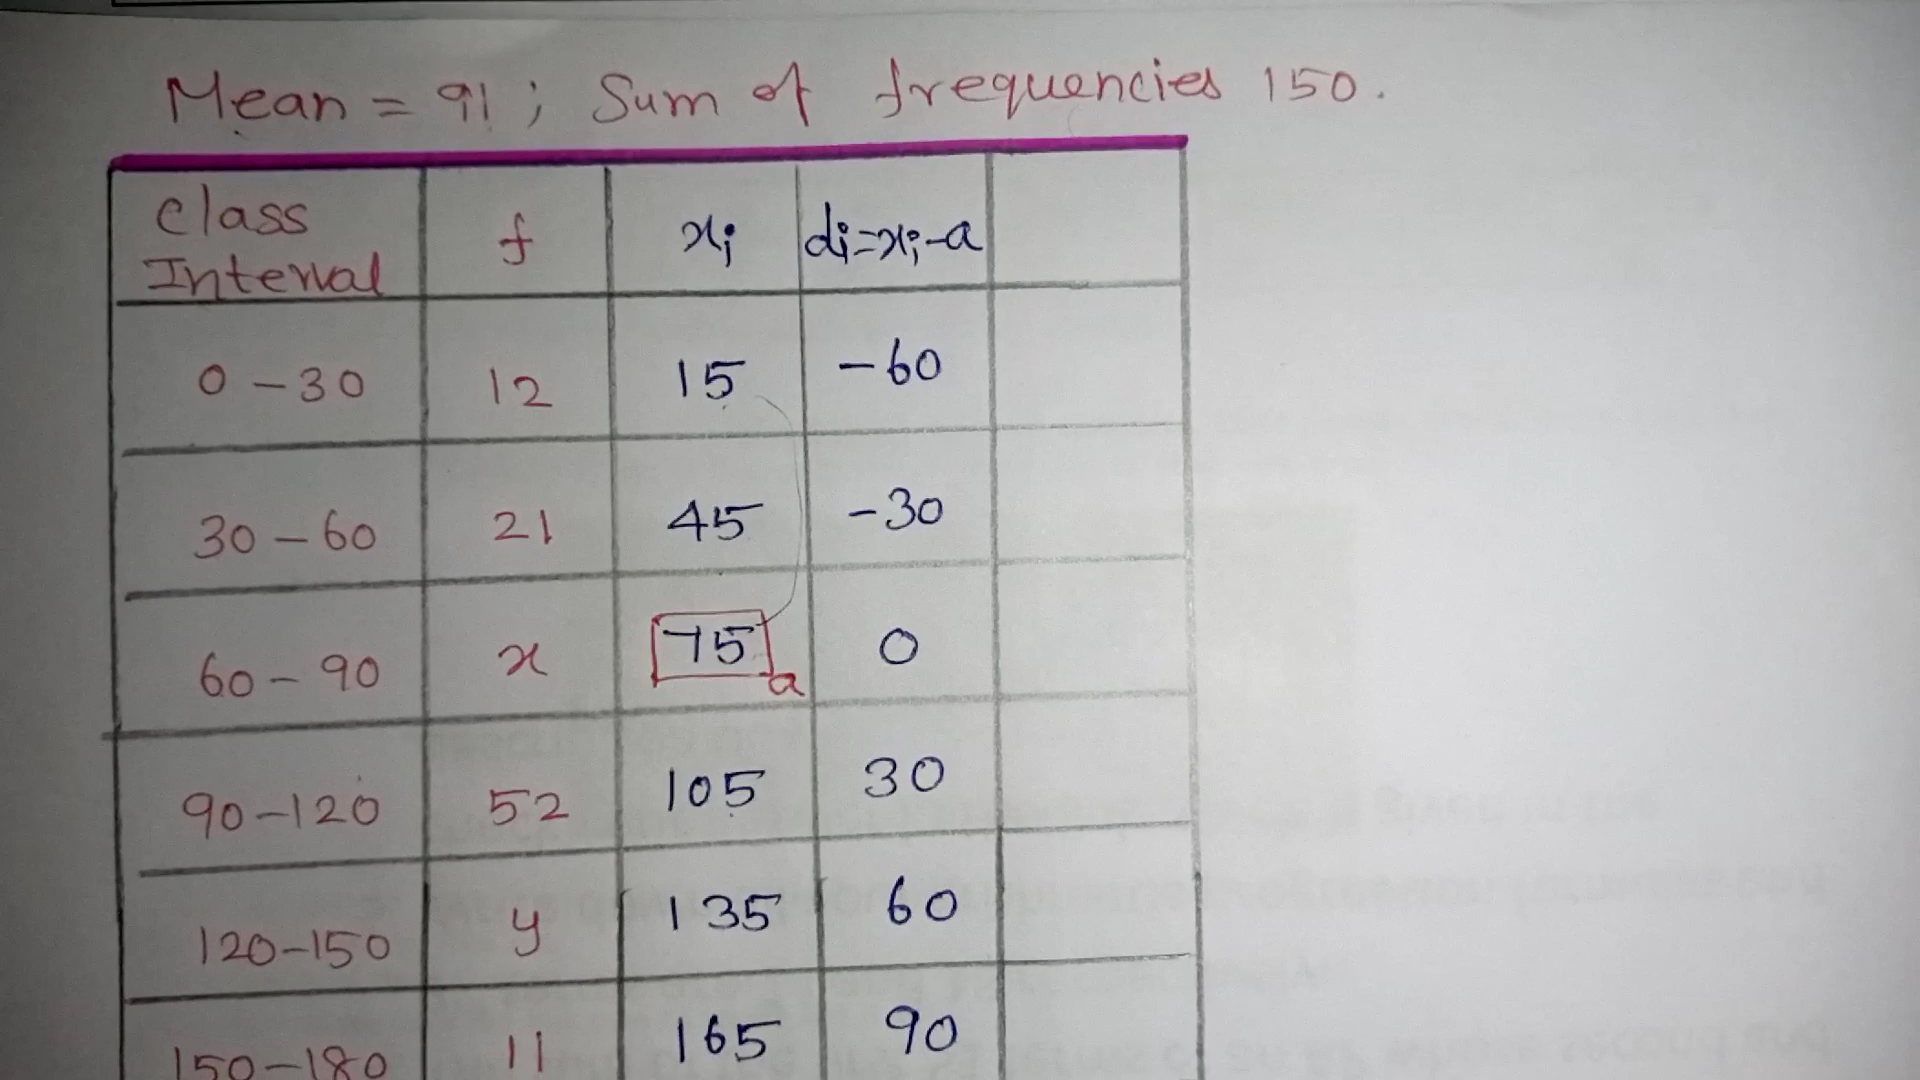 Mean = 91 ; Sum of frequencies 150.
Class Interval f xi di=xi-a
0-30 12 15 -60
30-60 21 45 -30
60-90 x 75 a 0
90-120 52 105 30
120-150 y 135 60
150-180 11 165 90